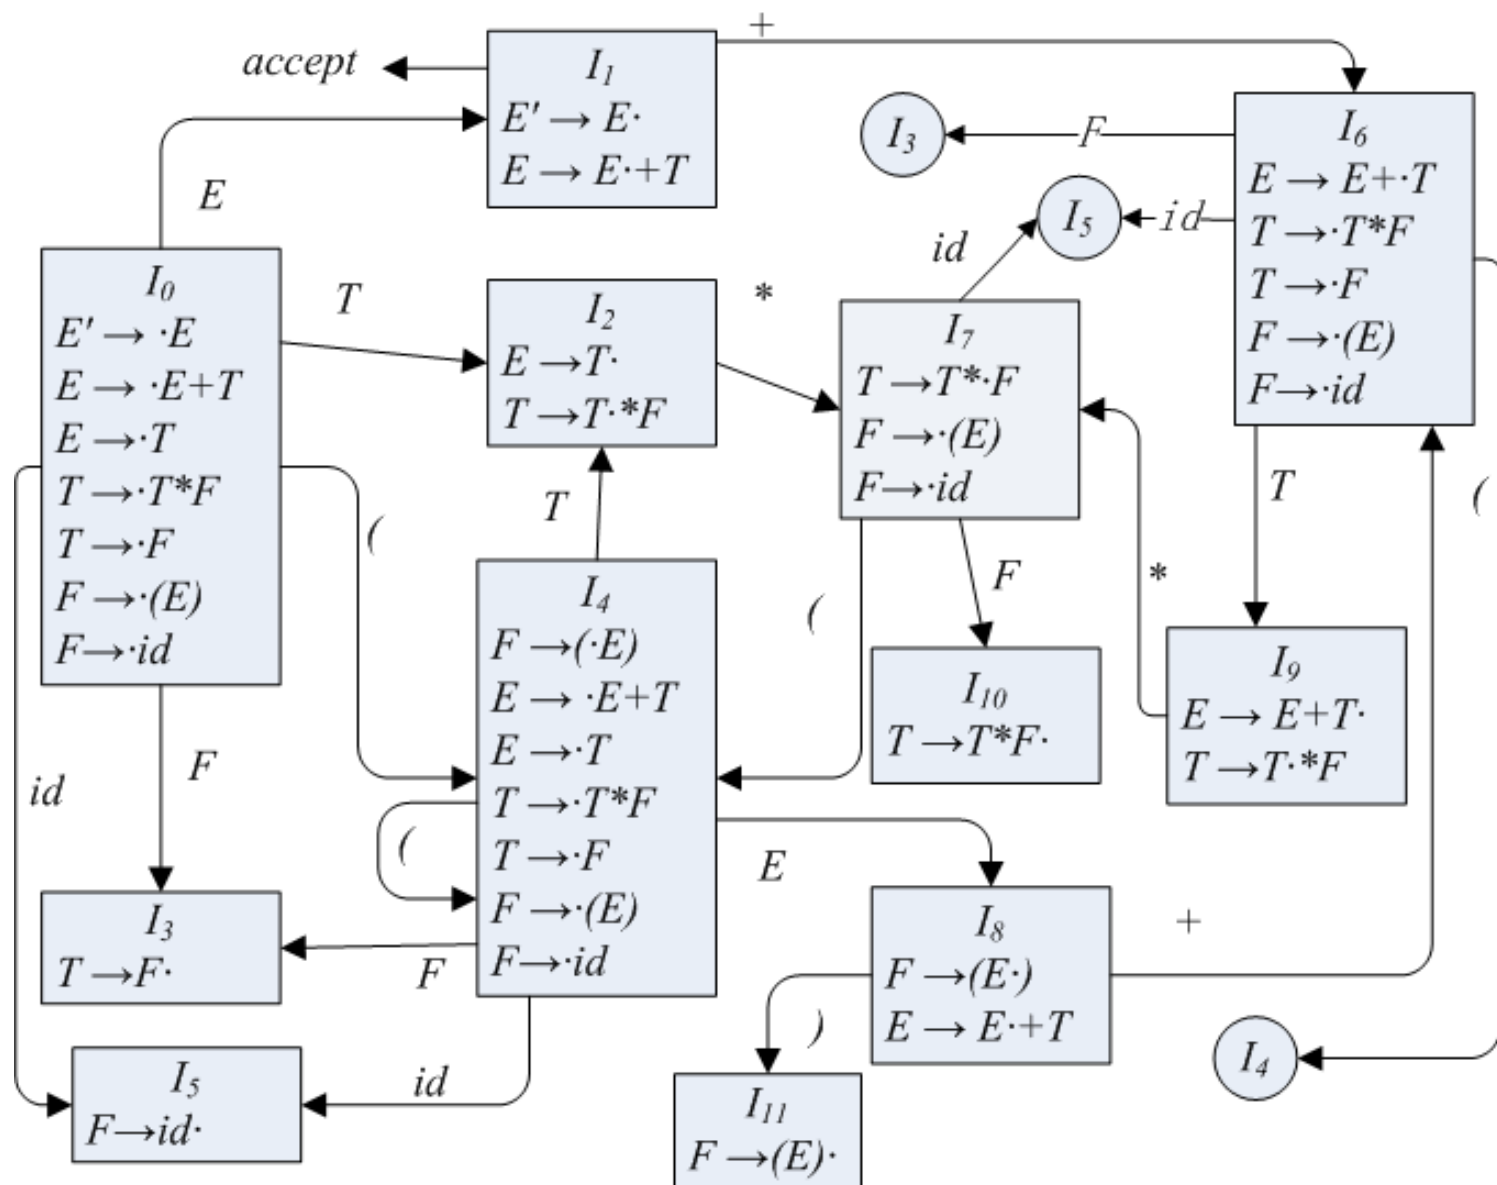 accept
+
I₁
E' → E·
E → E·+T
I₃
F
I₆
E → E+·T
T →·T*F
T →·F
F →·(E)
F→·id
E
I₅
id
id
I₀
E' → ·E
E → ·E+T
E →·T
T →·T*F
T →·F
F →·(E)
F→·id
T
I₂
E →T·
T →T·*F
*
I₇
T →T*·F
F →·(E)
F→·id
T
(
(
T
(
F
*
I₄
F →(·E)
E → ·E+T
E →·T
T →·T*F
T →·F
F →·(E)
F→·id
I₁₀
T →T*F·
I₉
E → E+T·
T →T·*F
F
id
(
E
I₃
T →F·
F
I₈
F →(E·)
E → E·+T
+
)
I₄
I₅
F→id·
id
I₁₁
F →(E)·